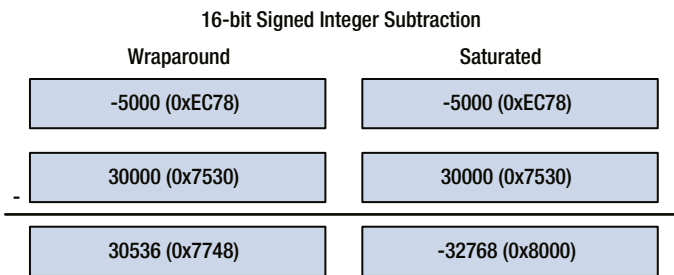 16-bit Signed Integer Subtraction
Wraparound Saturated
-5000 (0xEC78) -5000 (0xEC78)
30000 (0x7530) 30000 (0x7530)
-
30536 (0x7748) -32768 (0x8000)